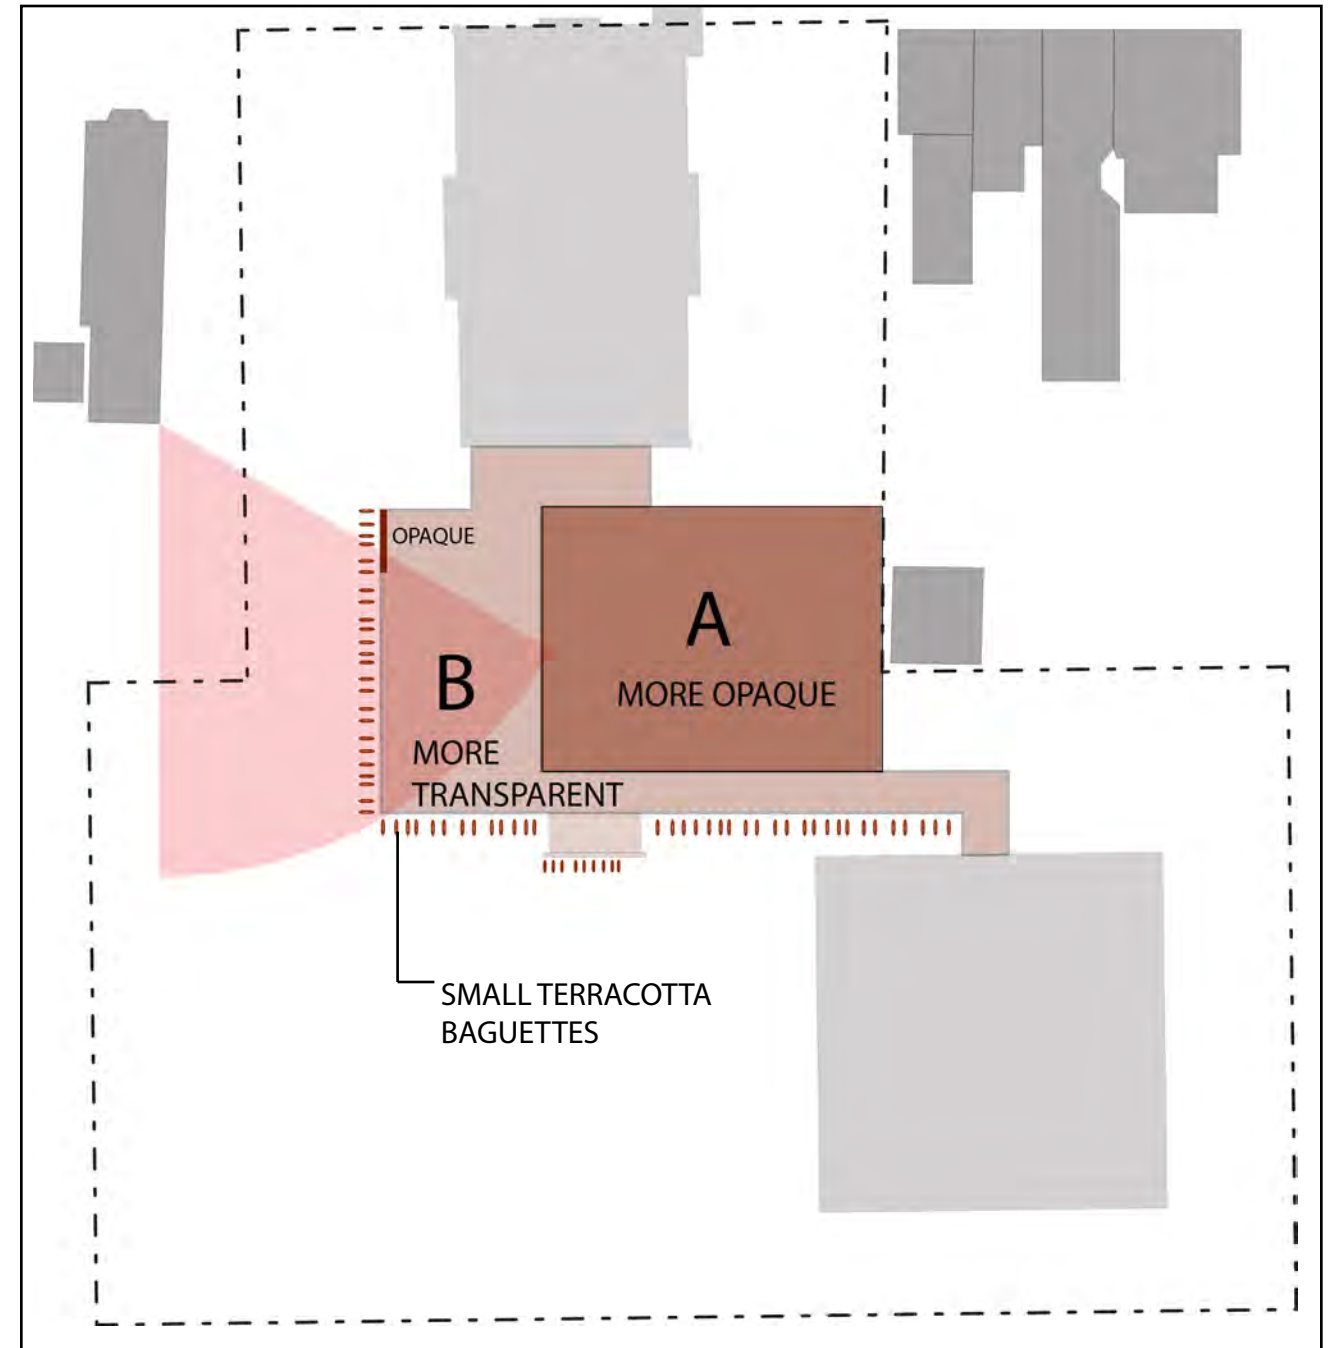 OPAQUE
A
MORE OPAQUE
B
MORE
TRANSPARENT
SMALL TERRACOTTA
BAGUETTES